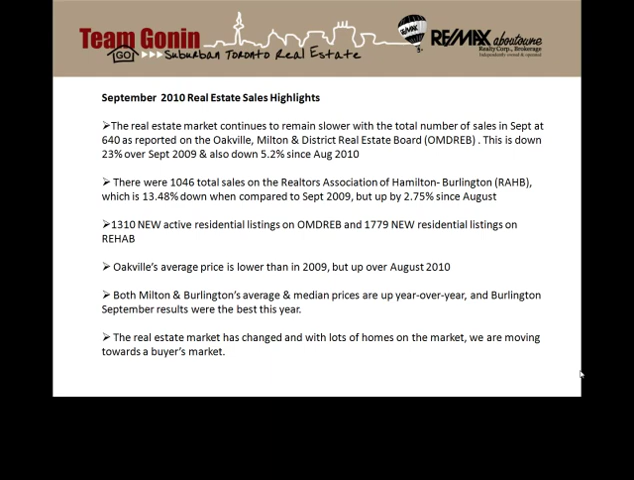 Team Gonin
GO
Suburban Toronto Real Estate
RE/MAX
RE/MAX aboutowne
Realty Corp., Brokerage
Independently owned & operated
September 2010 Real Estate Sales Highlights
➢The real estate market continues to remain slower with the total number of sales in Sept at
640 as reported on the Oakville, Milton & District Real Estate Board (OMDREB) . This is down
23% over Sept 2009 & also down 5.2% since Aug 2010
➢ There were 1046 total sales on the Realtors Association of Hamilton- Burlington (RAHB),
which is 13.48% down when compared to Sept 2009, but up by 2.75% since August
➢1310 NEW active residential listings on OMDREB and 1779 NEW residential listings on
REHAB
➢ Oakville's average price is lower than in 2009, but up over August 2010
➢ Both Milton & Burlington's average & median prices are up year-over-year, and Burlington
September results were the best this year.
➢ The real estate market has changed and with lots of homes on the market, we are moving
towards a buyer's market.